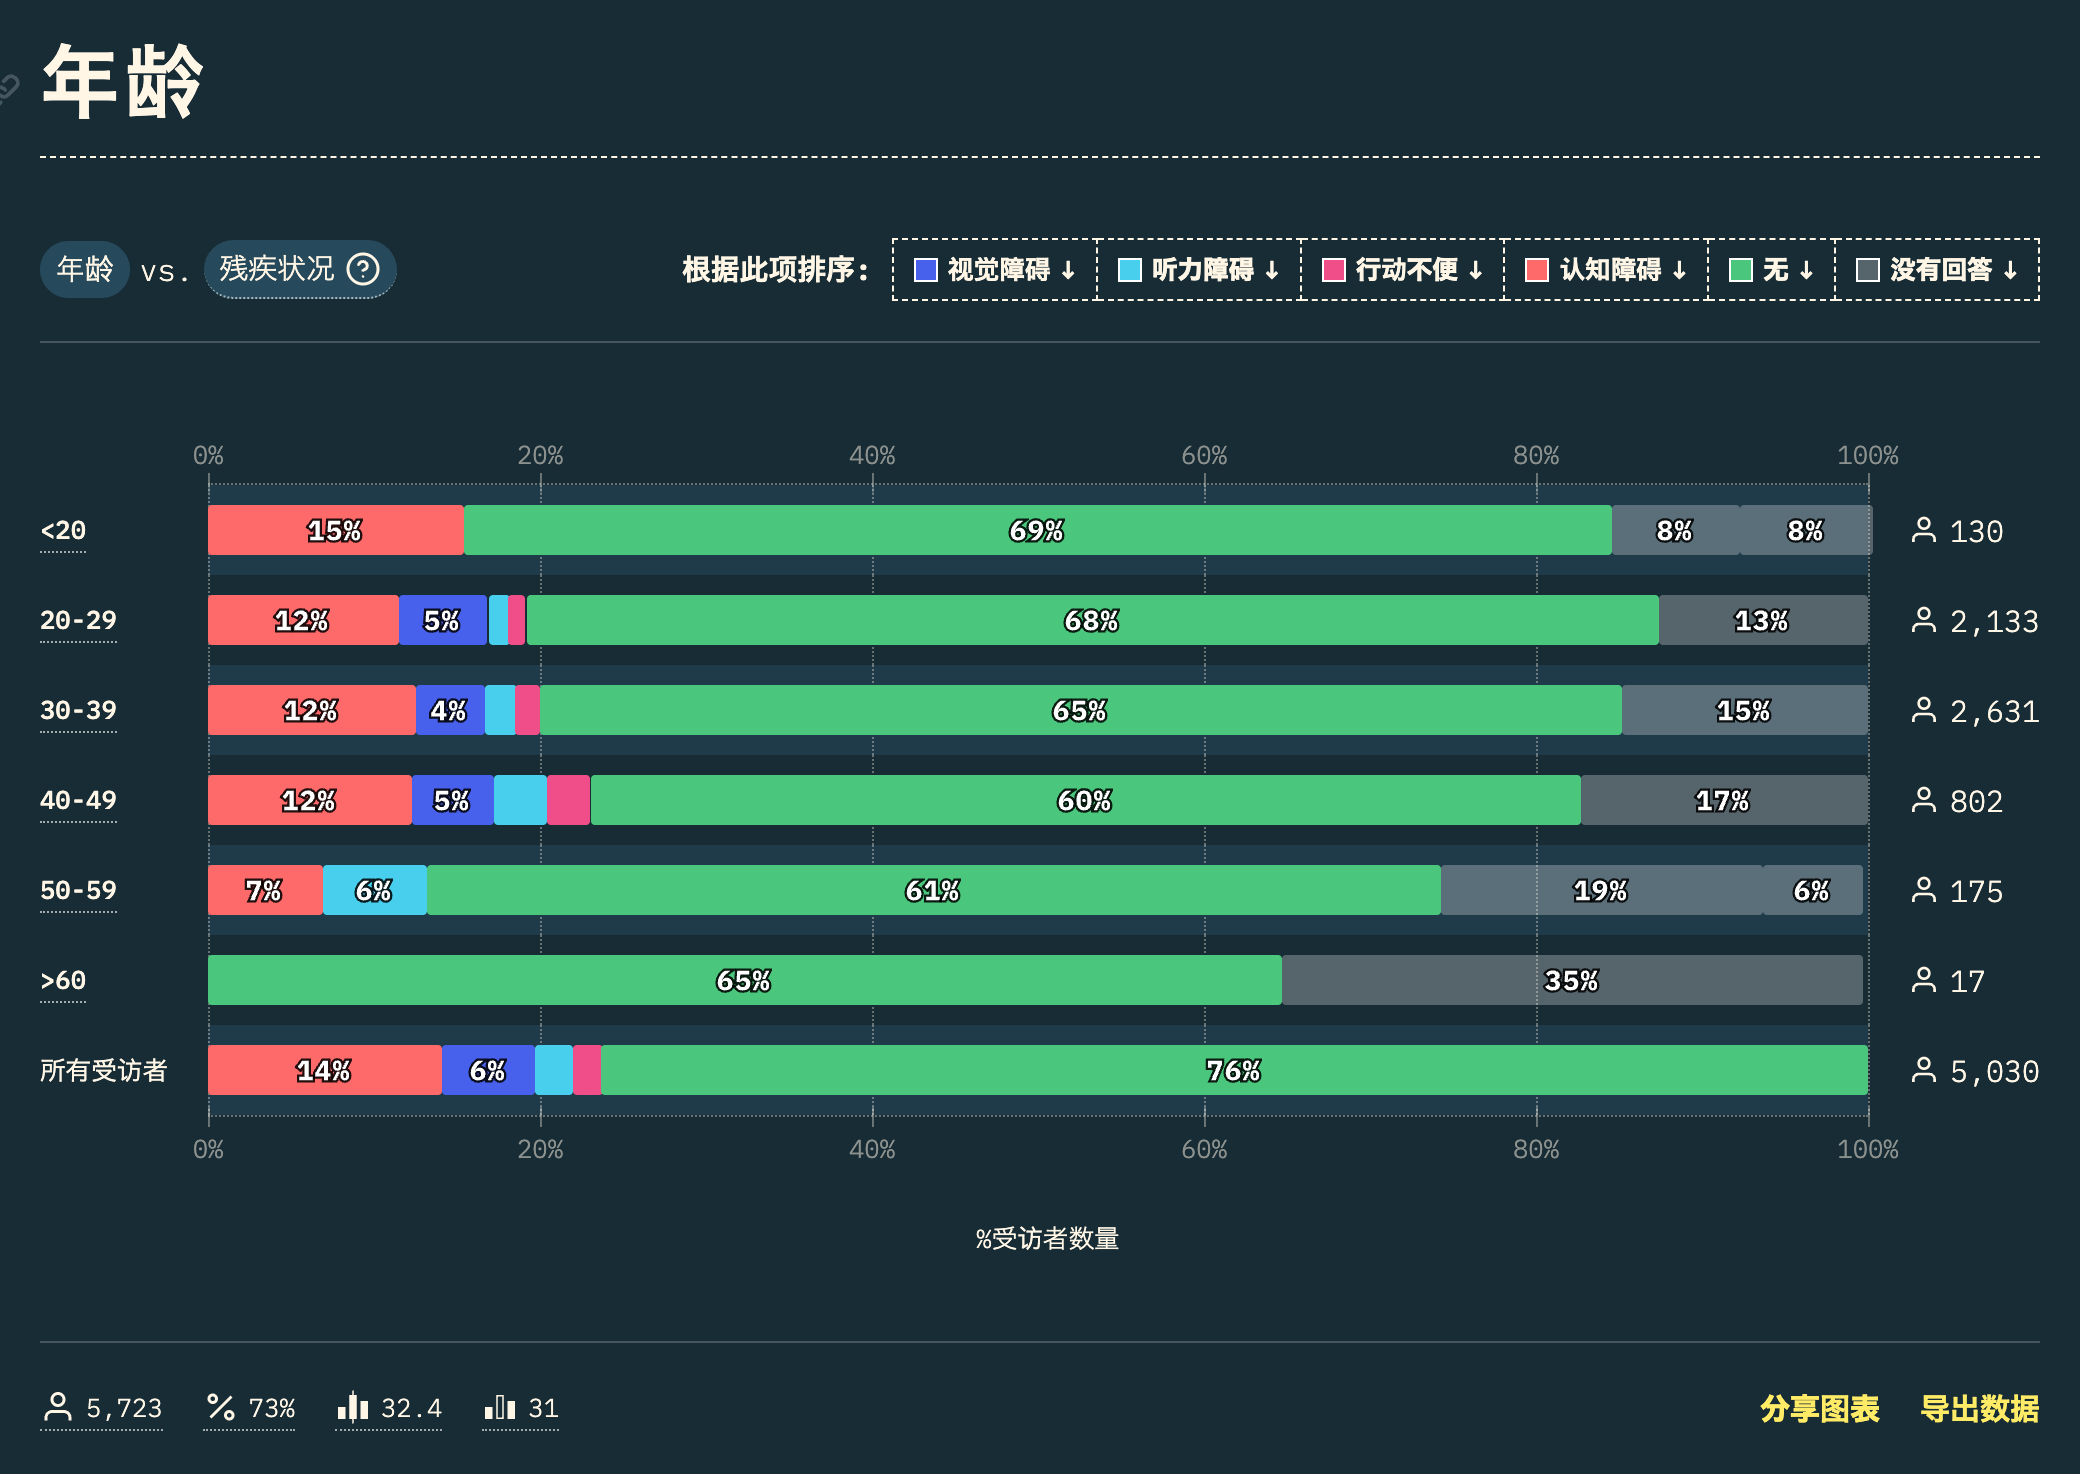 年龄
年龄 vs. 残疾状况 ?
根据此项排序： 视觉障碍 ↓ 听力障碍 ↓ 行动不便 ↓ 认知障碍 ↓ 无 ↓ 没有回答 ↓
0% 20% 40% 60% 80% 100%
<20 15% 69% 8% 8% 130
20-29 12% 5% 68% 13% 2,133
30-39 12% 4% 65% 15% 2,631
40-49 12% 5% 60% 17% 802
50-59 7% 6% 61% 19% 6% 175
>60 65% 35% 17
所有受访者 14% 6% 76% 5,030
0% 20% 40% 60% 80% 100%
%受访者数量
5,723 73% 32.4 31 分享图表 导出数据